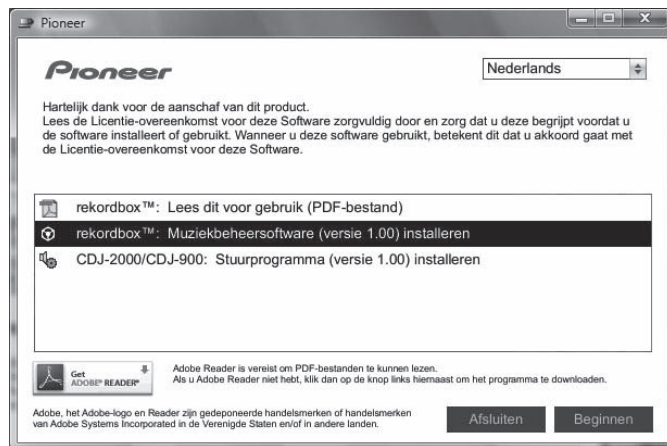 Pioneer
Pioneer
Nederlands
Hartelijk dank voor de aanschaf van dit product.
Lees de Licentie-overeenkomst voor deze Software zorgvuldig door en zorg dat u deze begrijpt voordat u
de software installeert of gebruikt. Wanneer u deze software gebruikt, betekent dit dat u akkoord gaat met
de Licentie-overeenkomst voor deze Software.
rekordbox™: Lees dit voor gebruik (PDF-bestand)
rekordbox™: Muziekbeheersoftware (versie 1.00) installeren
CDJ-2000/CDJ-900: Stuurprogramma (versie 1.00) installeren
Get
ADOBE® READER®
Adobe Reader is vereist om PDF-bestanden te kunnen lezen.
Als u Adobe Reader niet hebt, klik dan op de knop links hiernaast om het programma te downloaden.
Adobe, het Adobe-logo en Reader zijn gedeponeerde handelsmerken of handelsmerken
van Adobe Systems Incorporated in de Verenigde Staten en/of in andere landen.
Afsluiten
Beginnen